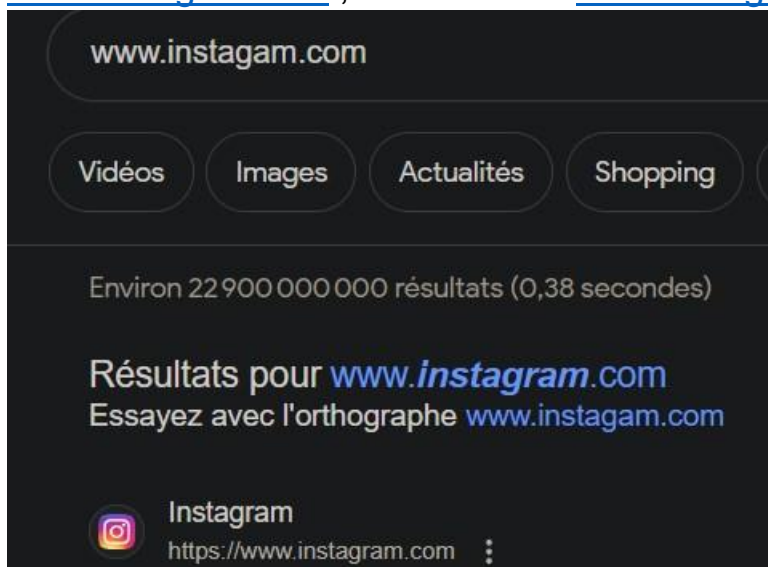 www.instagam.com
Vidéos Images Actualités Shopping
Environ 22 900 000 000 résultats (0,38 secondes)
Résultats pour www.instagram.com
Essayez avec l'orthographe www.instagam.com
Instagram
https://www.instagram.com